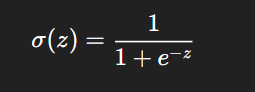 σ(z) = 1 / (1 + e^{-z})